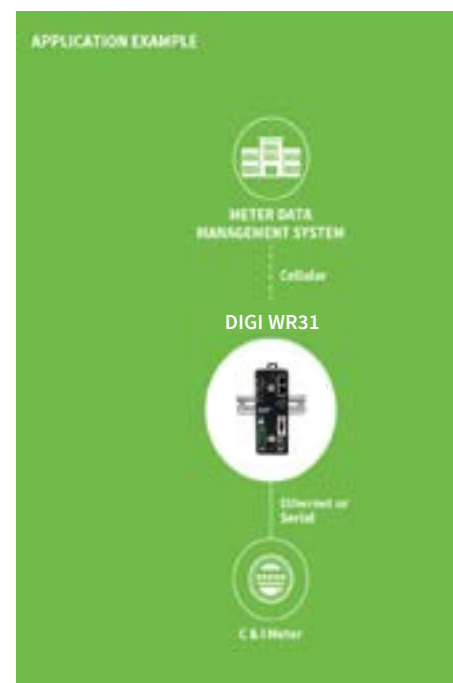 APPLICATION EXAMPLE
METER DATA
MANAGEMENT SYSTEM
Cellular
DIGI WR31
Ethernet or
Serial
C & I Meter